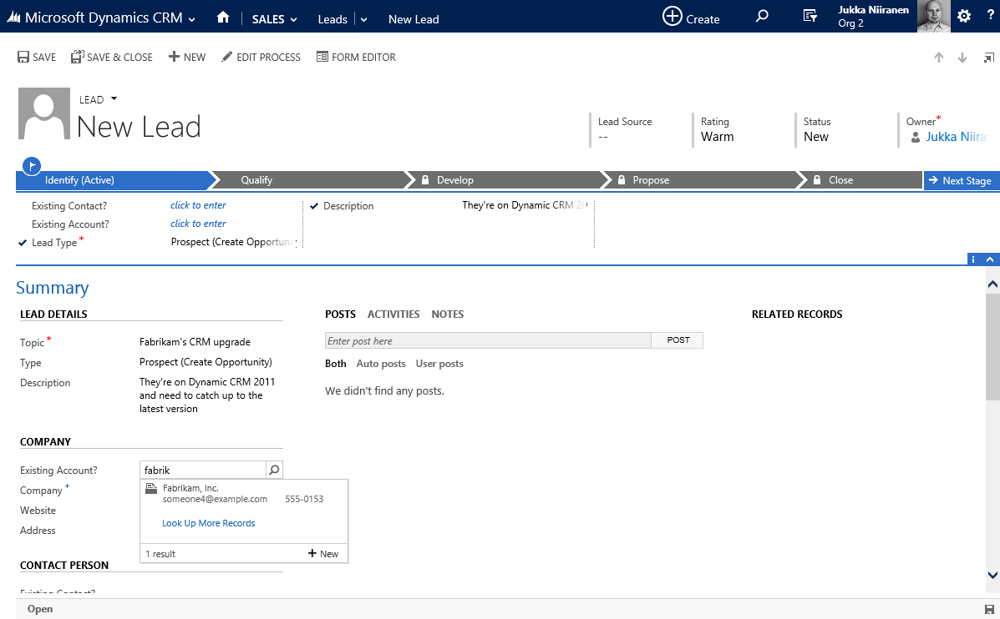 Microsoft Dynamics CRM SALES Leads New Lead Create Jukka Niiranen ?
Org 2
SAVE SAVE & CLOSE NEW EDIT PROCESS FORM EDITOR
LEAD
New Lead
Lead Source Rating Status Owner*
-- Warm New Jukka Niira
Identify (Active) Qualify Develop Propose Close Next Stage
Existing Contact? click to enter Description They're on Dynamic CRM 20
Existing Account? click to enter
Lead Type* Prospect (Create Opportunity
i
Summary
LEAD DETAILS POSTS ACTIVITIES NOTES RELATED RECORDS
Topic* Fabrikam's CRM upgrade Enter post here POST
Type Prospect (Create Opportunity) Both Auto posts User posts
Description They're on Dynamic CRM 2011 We didn't find any posts.
and need to catch up to the
latest version
COMPANY
Existing Account? fabrik
Company+ Fabrikam, Inc.
someone4@example.com 555-0153
Website
Look Up More Records
Address
1 result New
CONTACT PERSON
Existing Contact?
Open